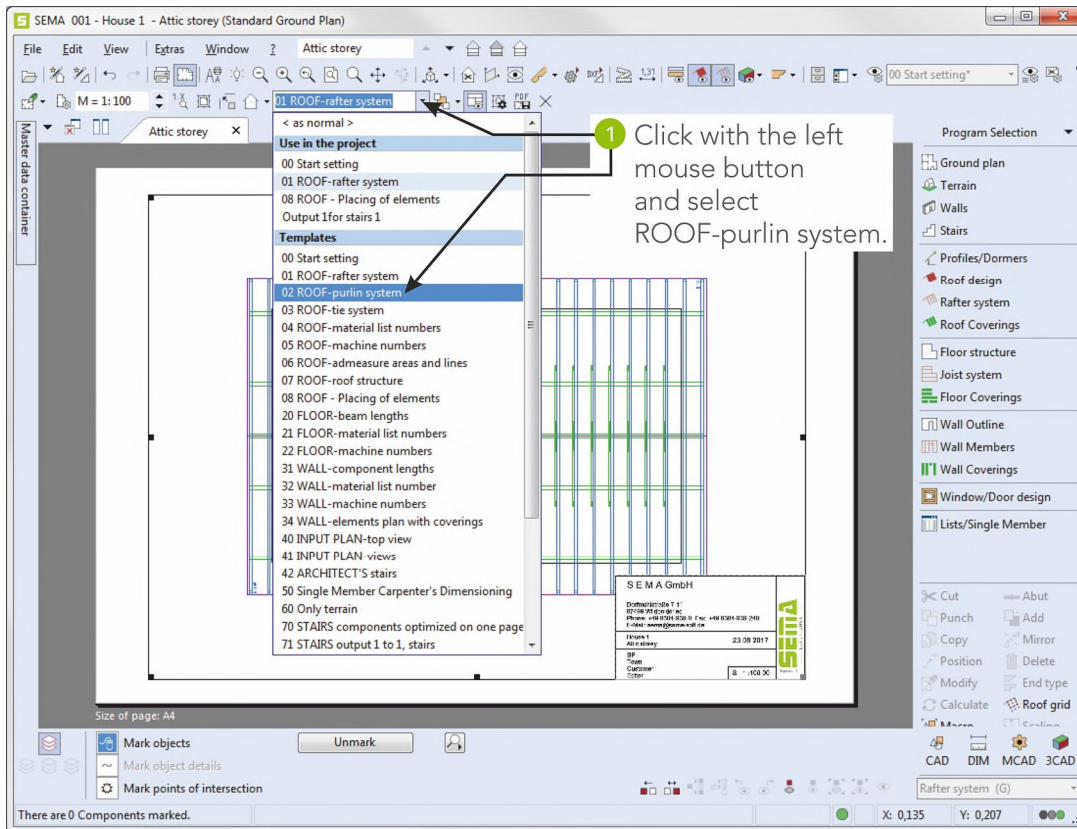 SEMA 001 - House 1 - Attic storey (Standard Ground Plan)
File Edit View Extras Window ? Attic storey
00 Start setting*
M = 1: 100 01 ROOF-rafter system
Master data container
Attic storey
< as normal >
Use in the project
00 Start setting
01 ROOF-rafter system
08 ROOF - Placing of elements
Output 1for stairs 1
Templates
00 Start setting
01 ROOF-rafter system
02 ROOF-purlin system
03 ROOF-tie system
04 ROOF-material list numbers
05 ROOF-machine numbers
06 ROOF-admeasure areas and lines
07 ROOF-roof structure
08 ROOF - Placing of elements
20 FLOOR-beam lengths
21 FLOOR-material list numbers
22 FLOOR-machine numbers
31 WALL-component lengths
32 WALL-material list number
33 WALL-machine numbers
34 WALL-elements plan with coverings
40 INPUT PLAN-top view
41 INPUT PLAN-views
42 ARCHITECT'S stairs
50 Single Member Carpenter's Dimensioning
60 Only terrain
70 STAIRS components optimized on one page
71 STAIRS output 1 to 1, stairs
1 Click with the left
mouse button
and select
ROOF-purlin system.
Program Selection
Ground plan
Terrain
Walls
Stairs
Profiles/Dormers
Roof design
Rafter system
Roof Coverings
Floor structure
Joist system
Floor Coverings
Wall Outline
Wall Members
Wall Coverings
Window/Door design
Lists/Single Member
Cut Abut
Punch Add
Copy Mirror
Position Delete
Modify End type
Calculate Roof grid
Macro Scaling
CAD DIM MCAD 3CAD
Rafter system (G)
SEMA GmbH
House 1
Attic storey
23 08 2017
BP
Town
Customer
SEMA
Size of page: A4
Mark objects
Unmark
Mark object details
Mark points of intersection
There are 0 Components marked.
X: 0,135 Y: 0,207